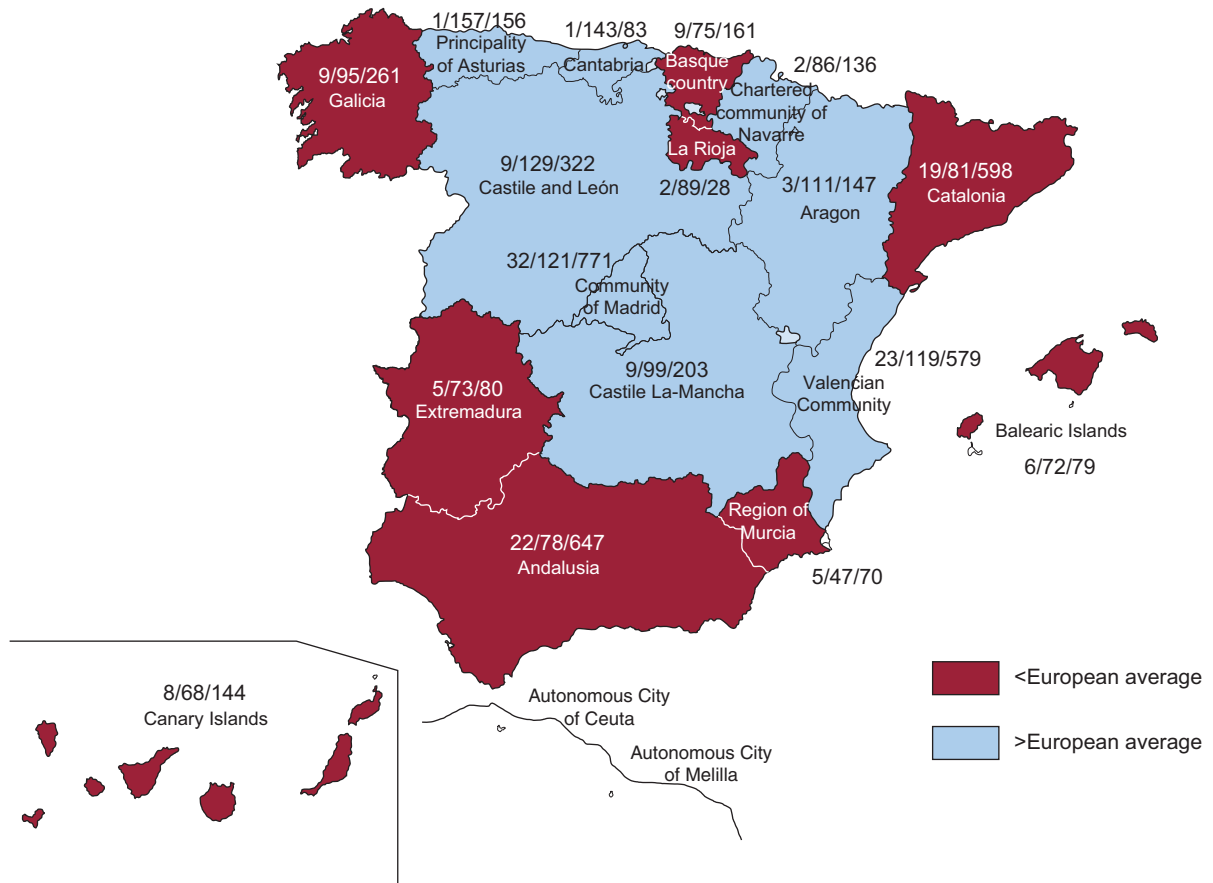 1/157/156
Principality
of Asturias
1/143/83
Cantabria
9/75/161
Basque
country
2/86/136
Chartered
community of
Navarre
9/95/261
Galicia
La Rioja
2/89/28
9/129/322
Castile and León
3/111/147
Aragon
19/81/598
Catalonia
32/121/771
Community
of Madrid
9/99/203
Castile La-Mancha
23/119/579
Valencian
Community
5/73/80
Extremadura
Balearic Islands
6/72/79
Region of
Murcia
5/47/70
22/78/647
Andalusia
8/68/144
Canary Islands
Autonomous City
of Ceuta
Autonomous City
of Melilla
<European average
>European average